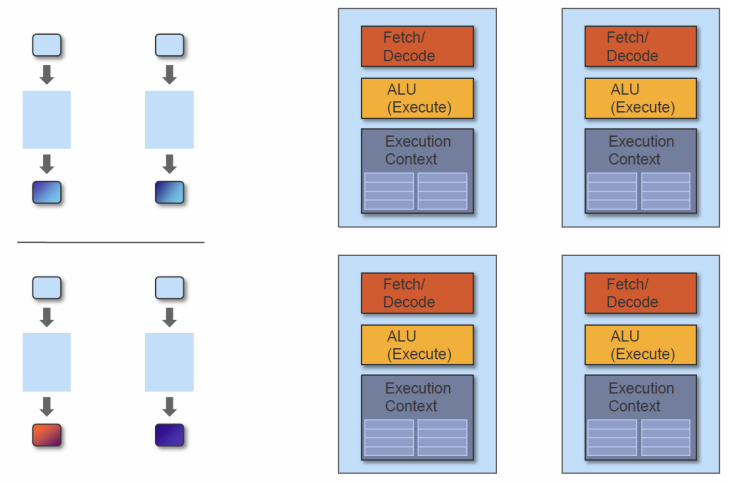 Fetch/
Decode
ALU
(Execute)
Execution
Context
Fetch/
Decode
ALU
(Execute)
Execution
Context
Fetch/
Decode
ALU
(Execute)
Execution
Context
Fetch/
Decode
ALU
(Execute)
Execution
Context